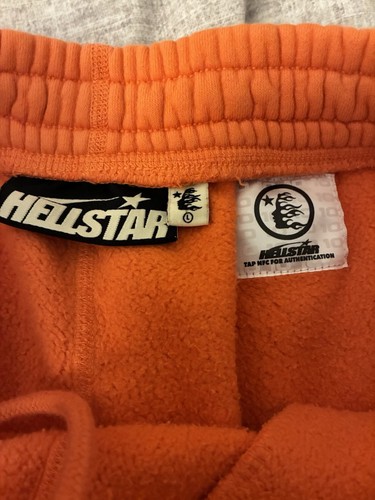 HELLSTAR
L
HELLSTAR
TAP NFC FOR AUTHENTICATION